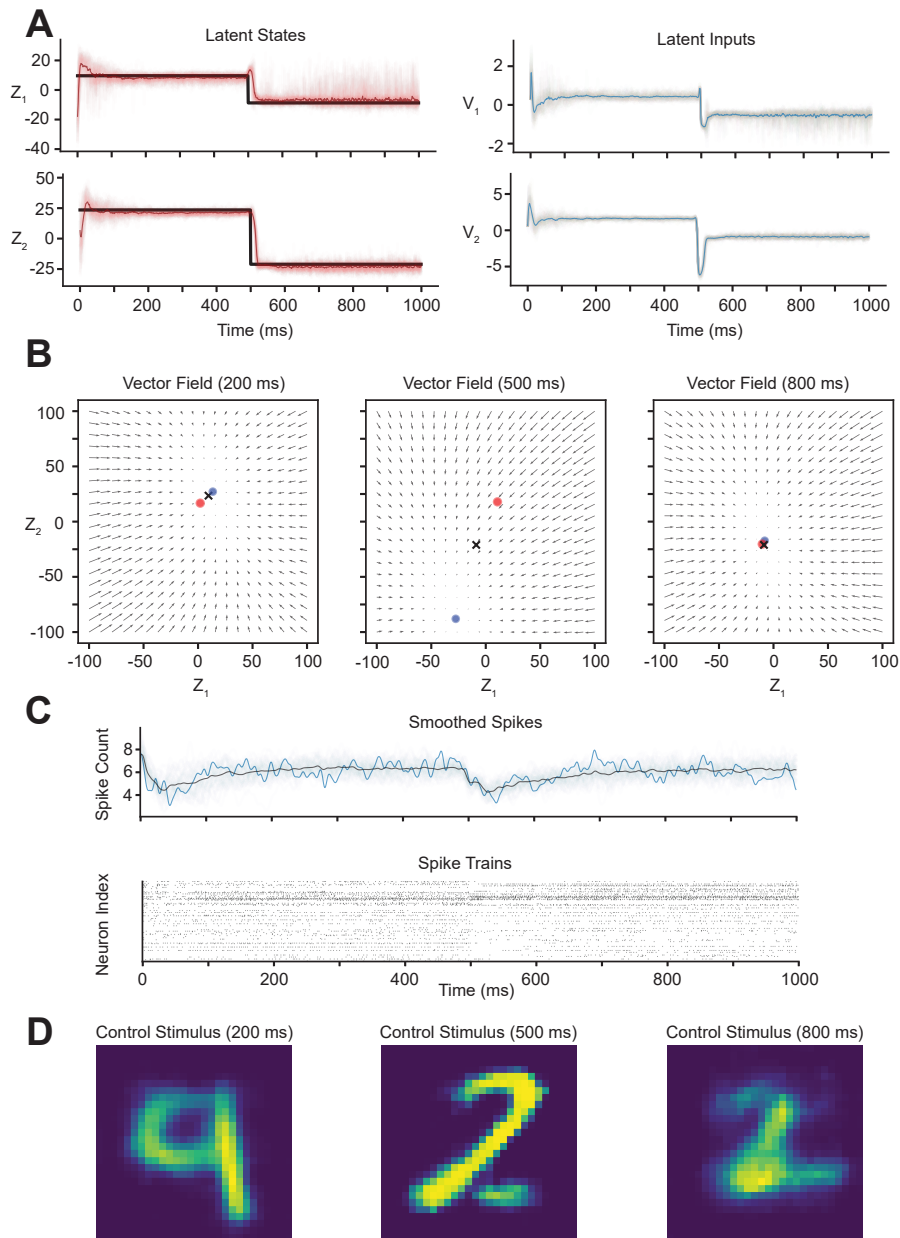 A
Latent States
Latent Inputs
20
0
-20
-40
Z1
2
0
-2
V1
50
25
0
-25
Z2
5
0
-5
V2
0 200 400 600 800 1000
0 200 400 600 800 1000
Time (ms)
Time (ms)
B
Vector Field (200 ms)
Vector Field (500 ms)
Vector Field (800 ms)
100
50
0
-50
-100
Z2
-100 -50 0 50 100
-100 -50 0 50 100
-100 -50 0 50 100
Z1
Z1
Z1
C
Smoothed Spikes
8
6
4
Spike Count
Spike Trains
Neuron Index
0 200 400 600 800 1000
Time (ms)
D
Control Stimulus (200 ms)
Control Stimulus (500 ms)
Control Stimulus (800 ms)
9
2
2